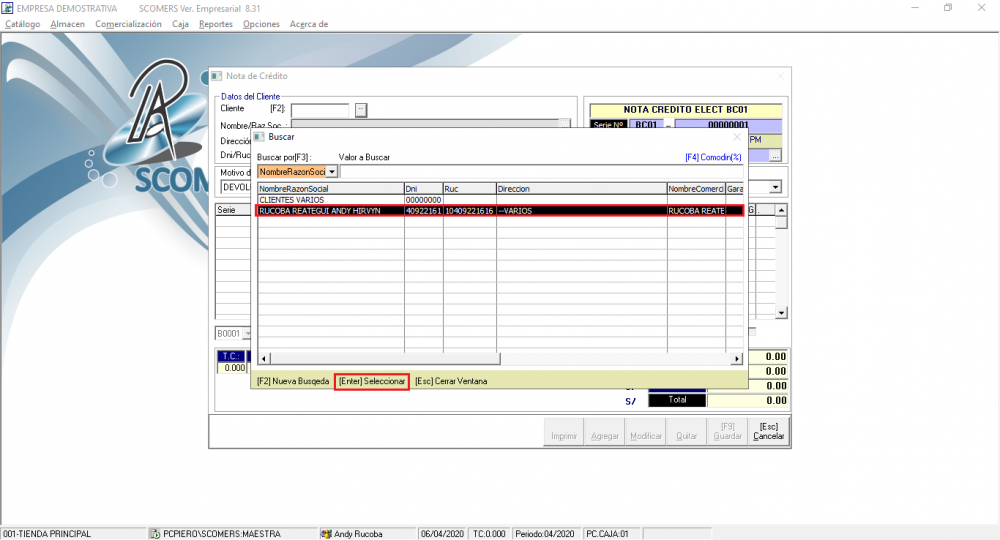 EMPRESA DEMOSTRATIVA SCOMERS Ver. Empresarial 8.31
Catálogo Almacen Comercialización Caja Reportes Opciones Acerca de
Nota de Crédito
Datos del Cliente
Cliente [F2]: ...
NOTA CREDITO ELECT BC01
Nombre/Raz.Soc.:
Serie Nº BC01 - 00000001
Direcció
PM
Dni/Ruc
...
Motivo d
DEVOL
SCOM
Buscar
Buscar por[F3] : Valor a Buscar [F4] Comodin(%)
NombreRazonSoci
NombreRazonSocial Dni Ruc Direccion NombreComerci Gara
CLIENTES VARIOS 00000000
RUCOBA REATEGUI ANDY HIRVYN 40922161 10409221616 --VARIOS RUCOBA REATE
Serie G .
B0001
T.C.: 0.00
0.000 0.00
[F2] Nueva Busqeda [Enter] Seleccionar [Esc] Cerrar Ventana
0.00
S/ Total 0.00
Imprimir Agregar Modificar Quitar [F9] Guardar [Esc] Cancelar
001-TIENDA PRINCIPAL PCPIERO\SCOMERS:MAESTRA Andy Rucoba 06/04/2020 TC:0.000 Periodo:04/2020 PC.CAJA:01